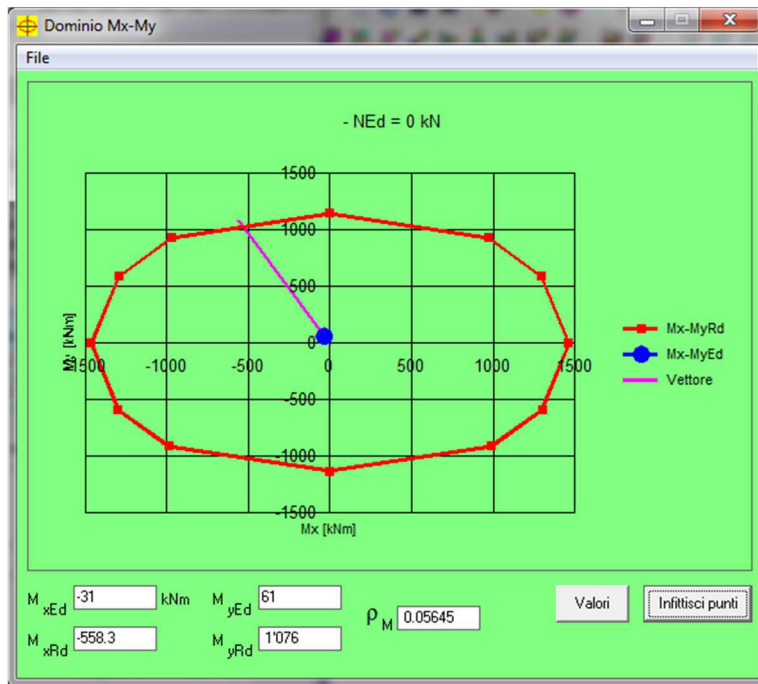 Dominio Mx-My
File
- NEd = 0 kN
1500
1000
500
0
-1500 -1000 -500 0 500 1000 1500
-500
-1000
-1500
My [kNm]
Mx [kNm]
Mx-MyRd
Mx-MyEd
Vettore
M xEd -31 kNm M yEd 61
ρ M 0.05645
M xRd -558.3 M yRd 1'076
Valori Infittisci punti